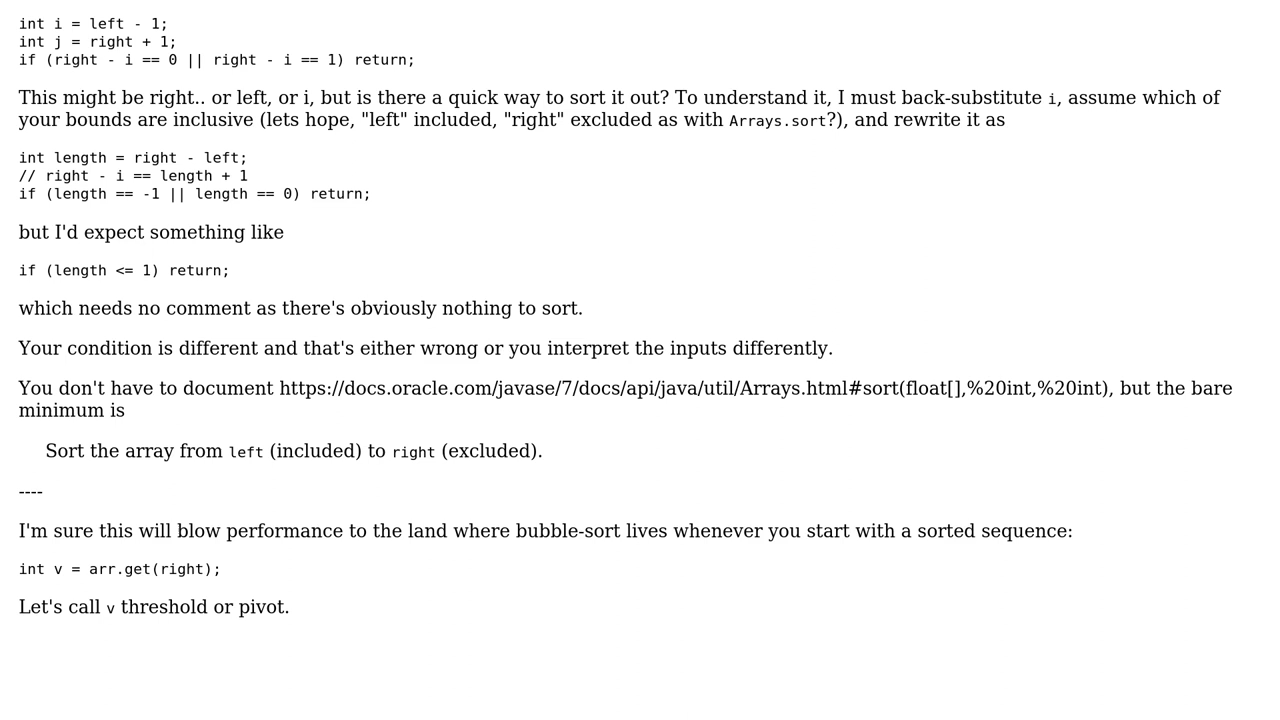 int i = left - 1;
int j = right + 1;
if (right - i == 0 || right - i == 1) return;
This might be right.. or left, or i, but is there a quick way to sort it out? To understand it, I must back-substitute i, assume which of
your bounds are inclusive (lets hope, "left" included, "right" excluded as with Arrays.sort?), and rewrite it as
int length = right - left;
// right - i == length + 1
if (length == -1 || length == 0) return;
but I'd expect something like
if (length <= 1) return;
which needs no comment as there's obviously nothing to sort.
Your condition is different and that's either wrong or you interpret the inputs differently.
You don't have to document https://docs.oracle.com/javase/7/docs/api/java/util/Arrays.html#sort(float[],%20int,%20int), but the bare
minimum is
Sort the array from left (included) to right (excluded).
----
I'm sure this will blow performance to the land where bubble-sort lives whenever you start with a sorted sequence:
int v = arr.get(right);
Let's call v threshold or pivot.